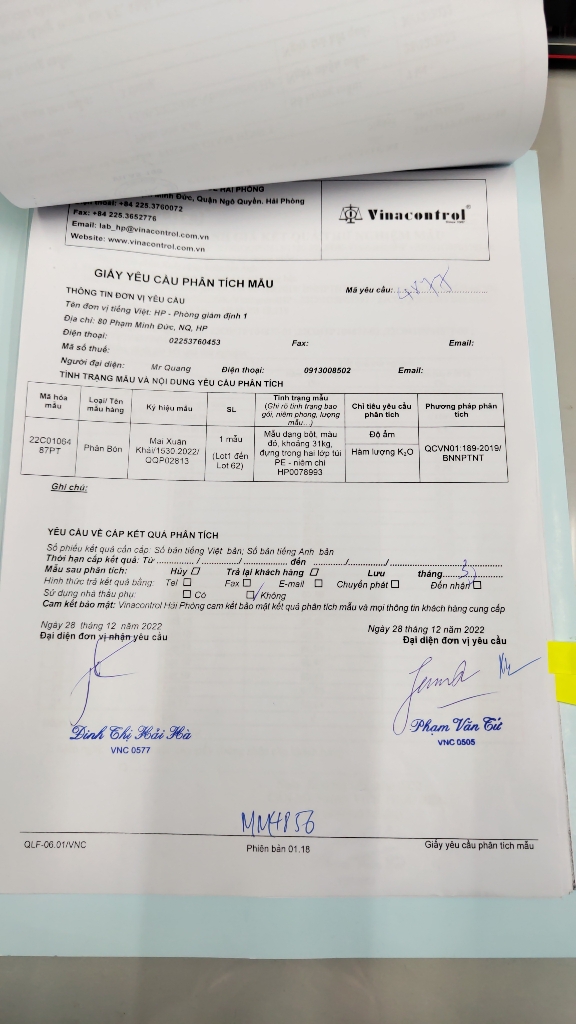 HẢI PHÒNG
thoại: +84 225.3760072 Minh Đức, Quận Ngô Quyền. Hải Phòng
Fax: +84 225.3652776
Email: lab_hp@vinacontrol.com.vn
Website: www.vinacontrol.com.vn
Vinacontrol®
GIẤY YÊU CẦU PHÂN TÍCH MẪU
Mã yêu cầu:
THÔNG TIN ĐƠN VỊ YÊU CẦU
Tên đơn vị tiếng Việt: HP - Phòng giám định 1
Địa chỉ: 80 Phạm Minh Đức, NQ, HP
Điện thoại: 02253760453 Fax: Email:
Mã số thuế:
Người đại diện: Mr Quang Điện thoại: 0913008502 Email:
TÌNH TRẠNG MẪU VÀ NỘI DUNG YÊU CẦU PHÂN TÍCH
Mã hóa mẫu
Loại/ Tên mẫu hàng
Ký hiệu mẫu
SL
Tình trạng mẫu
(Ghi rõ tình trạng bao gói, niêm phong, lượng mẫu...)
Chỉ tiêu yêu cầu phân tích
Phương pháp phân tích
22C01064
87PT
Phân Bón
Mai Xuân
Khải/1530.2022/
QQP02813
1 mẫu
(Lot1 đến
Lot 62)
Mẫu dạng bột, màu
đỏ, khoảng 31kg,
đựng trong hai lớp túi
PE - niêm chì
HP0078993
Độ ẩm
Hàm lượng K₂O
QCVN01:189-2019/
BNNPTNT
Ghi chú:
YÊU CẦU VỀ CẤP KẾT QUẢ PHÂN TÍCH
Số phiếu kết quả cần cấp: Số bản tiếng Việt bản; Số bản tiếng Anh bản
Thời hạn cấp kết quả: Từ ............/............/............ đến ............/............/............
Mẫu sau phân tích: Hủy ☐ Trả lại khách hàng ☐ Lưu tháng.....3.....
Hình thức trả kết quả bằng: Tel ☐ Fax ☐ E-mail ☐ Chuyển phát ☐ Đến nhận ☐
Sử dụng nhà thầu phụ: ☐ Có ☑ Không
Cam kết bảo mật: Vinacontrol Hải Phòng cam kết bảo mật kết quả phân tích mẫu và mọi thông tin khách hàng cung cấp
Ngày 28 tháng 12 năm 2022
Đại diện đơn vị nhận yêu cầu
Ngày 28 tháng 12 năm 2022
Đại diện đơn vị yêu cầu
Đinh Thị Hải Hà
VNC 0577
Phạm Văn Tứ
VNC 0505
MM4856
QLF-06.01/VNC Phiên bản 01.18 Giấy yêu cầu phân tích mẫu